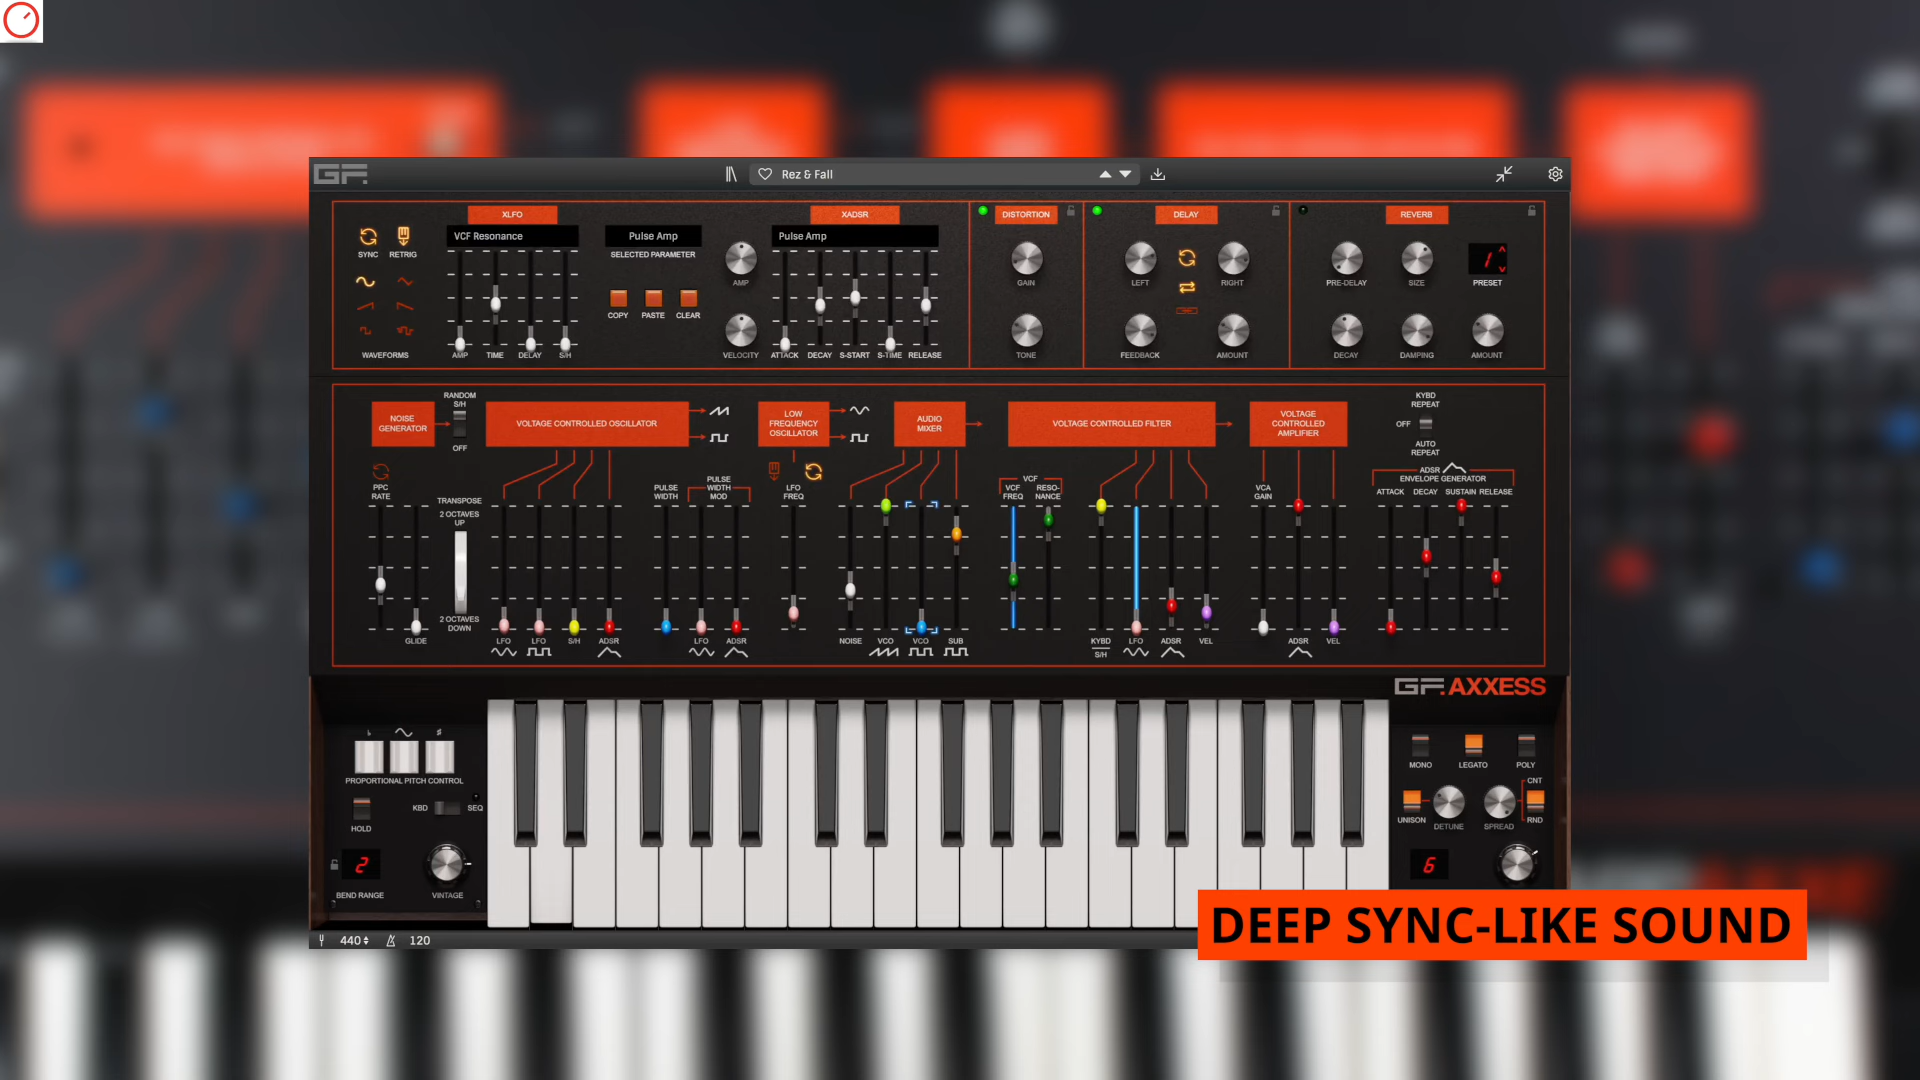 GF.
Rez & Fall
XLFO
XADSR
DISTORTION
DELAY
REVERB
VCF Resonance
Pulse Amp
Pulse Amp
SYNC
RETRIG
SELECTED PARAMETER
AMP
GAIN
LEFT
RIGHT
PRE-DELAY
SIZE
1
PRESET
COPY
PASTE
CLEAR
WAVEFORMS
AMP
TIME
DELAY
S/H
VELOCITY
ATTACK
DECAY
S-START
S-TIME
RELEASE
TONE
FEEDBACK
AMOUNT
DECAY
DAMPING
AMOUNT
NOISE
GENERATOR
RANDOM
S/H
OFF
VOLTAGE CONTROLLED OSCILLATOR
LOW
FREQUENCY
OSCILLATOR
AUDIO
MIXER
VOLTAGE CONTROLLED FILTER
VOLTAGE
CONTROLLED
AMPLIFIER
KYBD
REPEAT
OFF
AUTO
REPEAT
ADSR
ENVELOPE GENERATOR
ATTACK
DECAY
SUSTAIN
RELEASE
PPC
RATE
TRANSPOSE
2 OCTAVES
UP
2 OCTAVES
DOWN
GLIDE
PULSE
WIDTH
PULSE
WIDTH
MOD
LFO
FREQ
VCF
VCF
FREQ
RESO-
NANCE
VCA
GAIN
LFO
LFO
S/H
ADSR
LFO
ADSR
NOISE
VCO
VCO
SUB
KYBD
S/H
LFO
ADSR
VEL
ADSR
VEL
GF.AXXESS
♭
♯
PROPORTIONAL PITCH CONTROL
HOLD
KBD
SEQ
2
BEND RANGE
VINTAGE
MONO
LEGATO
POLY
CNT
RND
UNISON
DETUNE
SPREAD
6
440
120
DEEP SYNC-LIKE SOUND